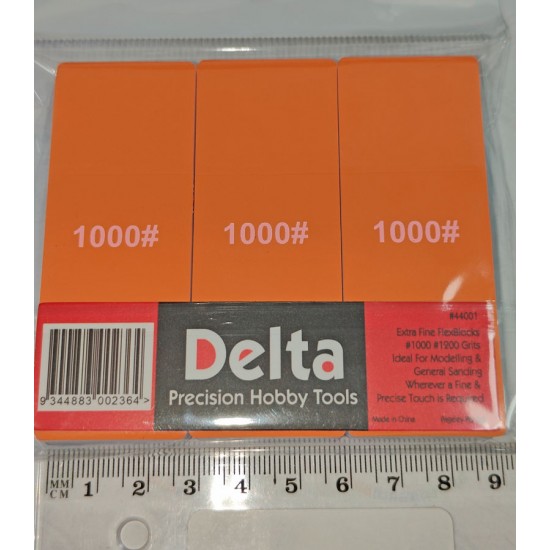 1000# 1000# 1000#
#44001
Extra Fine FlexiBlocks
#1000 #1200 Grits
Ideal For Modelling &
General Sanding
Wherever a Fine &
Precise Touch is Required
Made in China
Delta
Precision Hobby Tools
9 344883 002364 >
MM
CM 1 2 3 4 5 6 7 8 9